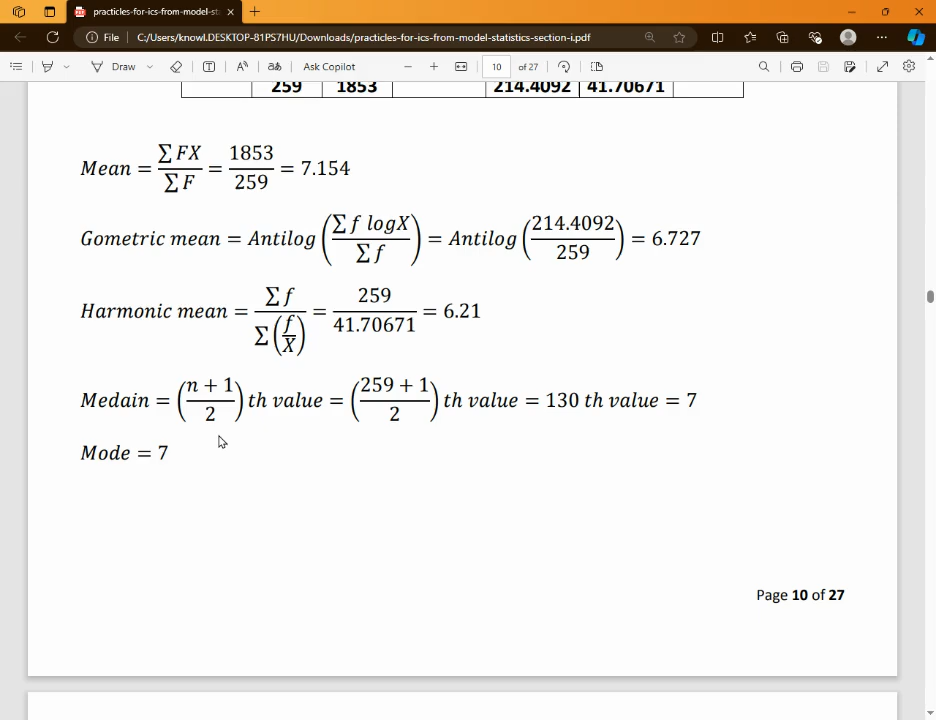 practicles-for-ics-from-model-st
File C:/Users/knowl.DESKTOP-81PS7HU/Downloads/practicles-for-ics-from-model-statistics-section-i.pdf
Draw Ask Copilot 10 of 27
259 1853 214.4092 41.70671
Mean = ∑ FX / ∑ F = 1853 / 259 = 7.154
Gometric mean = Antilog (∑ f logX / ∑ f) = Antilog (214.4092 / 259) = 6.727
Harmonic mean = ∑ f / ∑ (f / X) = 259 / 41.70671 = 6.21
Medain = (n + 1 / 2) th value = (259 + 1 / 2) th value = 130 th value = 7
Mode = 7
Page 10 of 27